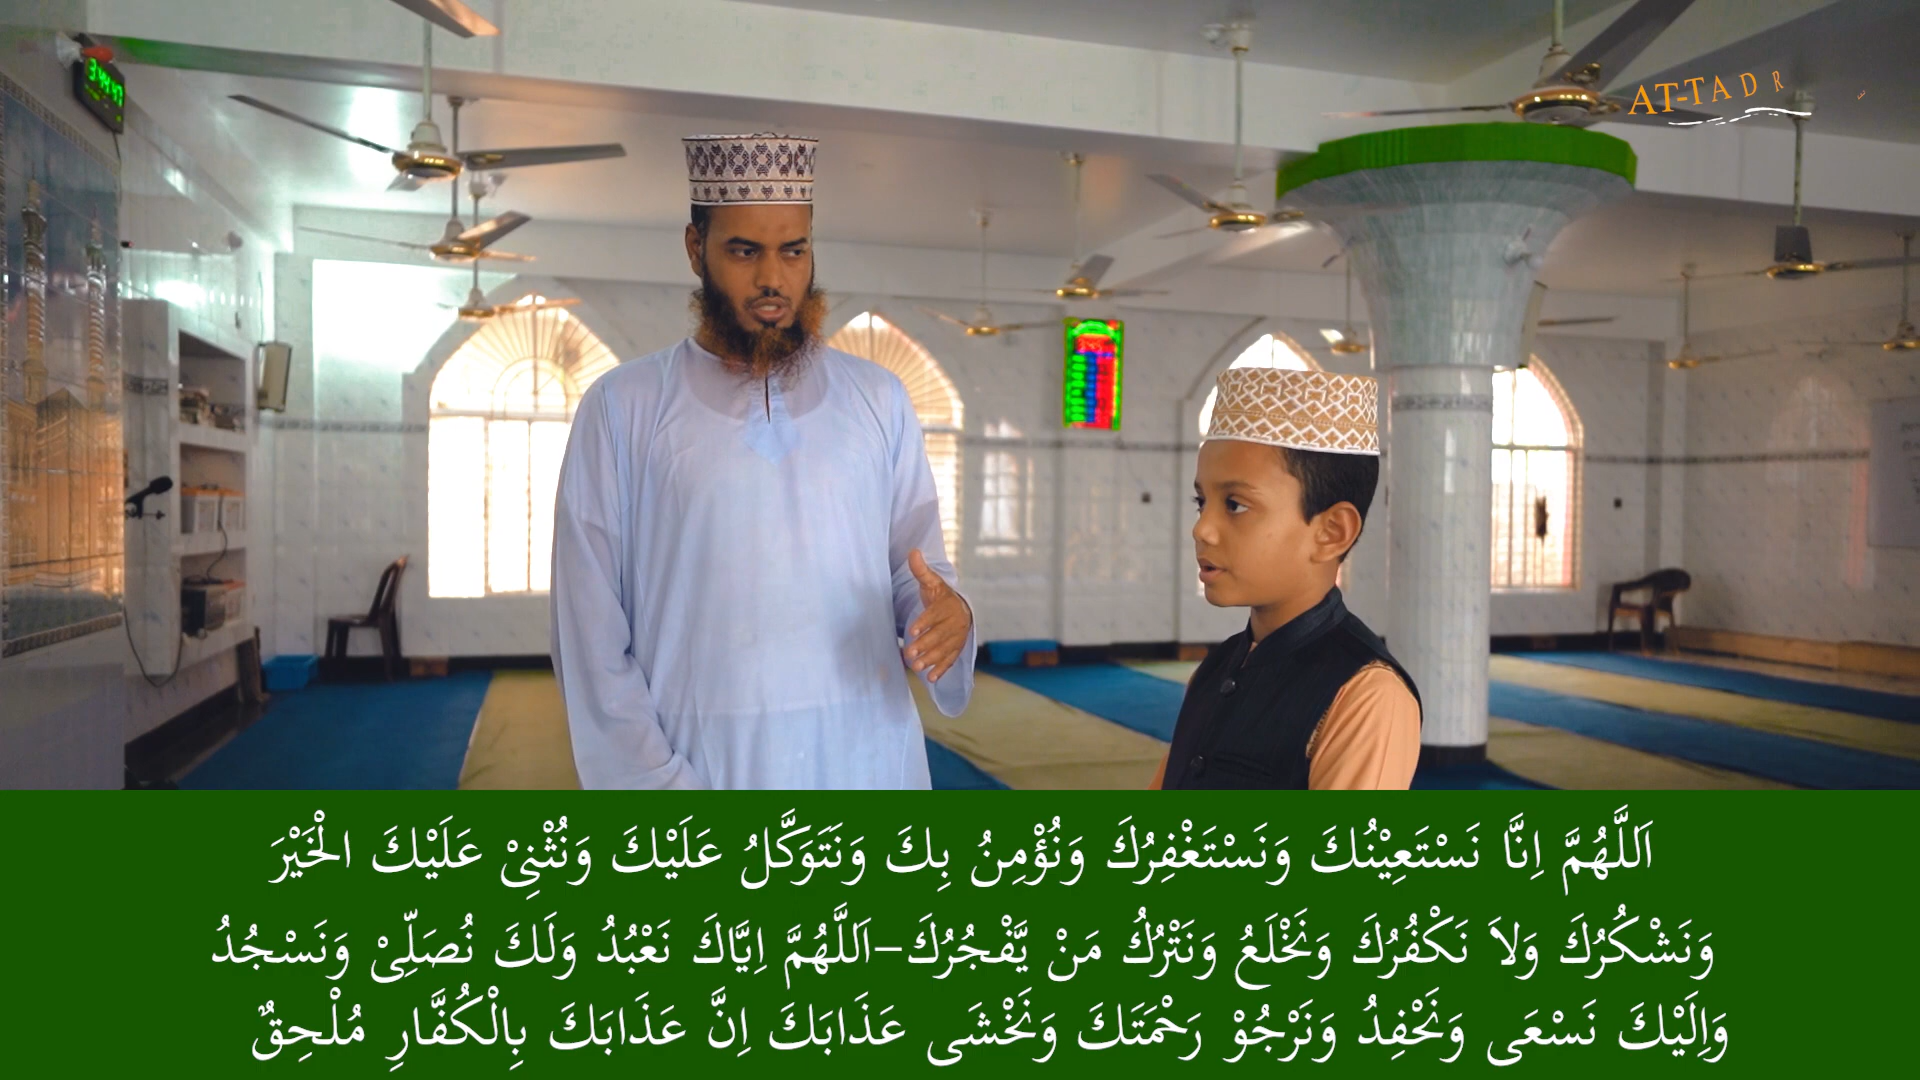 AT-TADR
اَللَّهُمَّ اِنَّا نَسْتَعِيْنُكَ وَنَسْتَغْفِرُكَ وَنُؤْمِنُ بِكَ وَنَتَوَكَّلُ عَلَيْكَ وَنُثْنِىْ عَلَيْكَ الْخَيْرَ
وَنَشْكُرُكَ وَلاَ نَكْفُرُكَ وَنَخْلَعُ وَنَتْرُكُ مَنْ يَّفْجُرُكَ–اَللَّهُمَّ اِيَّاكَ نَعْبُدُ وَلَكَ نُصَلِّىْ وَنَسْجُدُ
وَاِلَيْكَ نَسْعَى وَنَحْفِدُ وَنَرْجُوْ رَحْمَتَكَ وَنَخْشَى عَذَابَكَ اِنَّ عَذَابَكَ بِالْكُفَّارِ مُلْحِقٌ